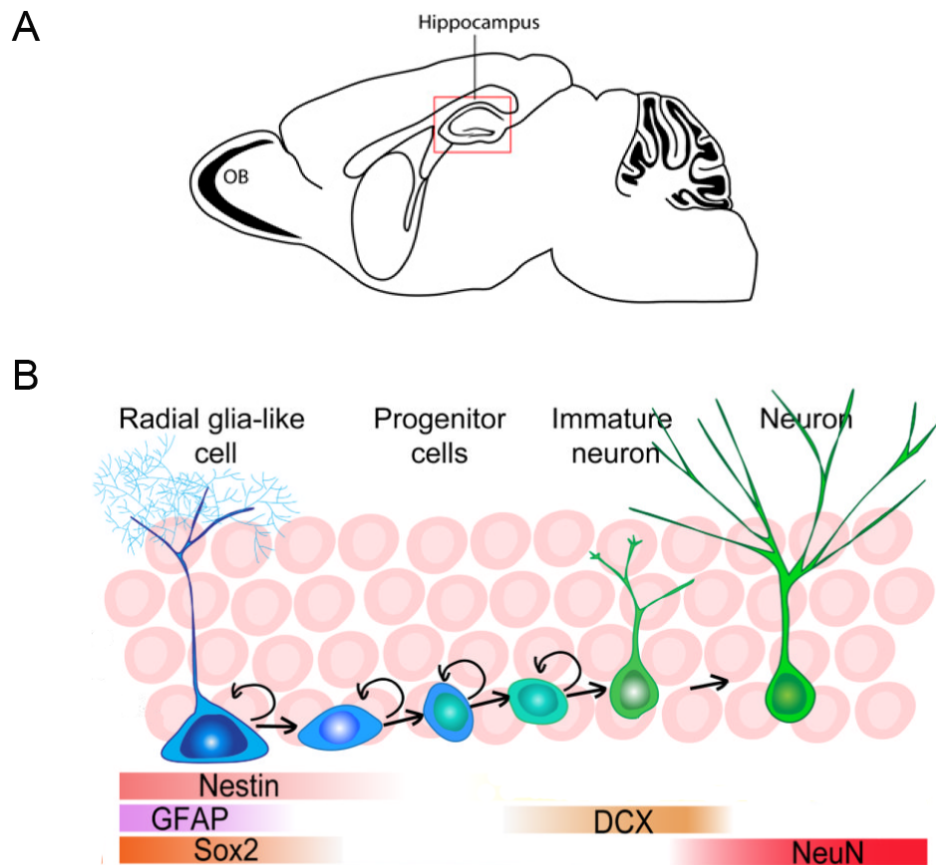 A
Hippocampus
OB
B
Radial glia-like
cell
Progenitor
cells
Immature
neuron
Neuron
Nestin
GFAP
DCX
Sox2
NeuN